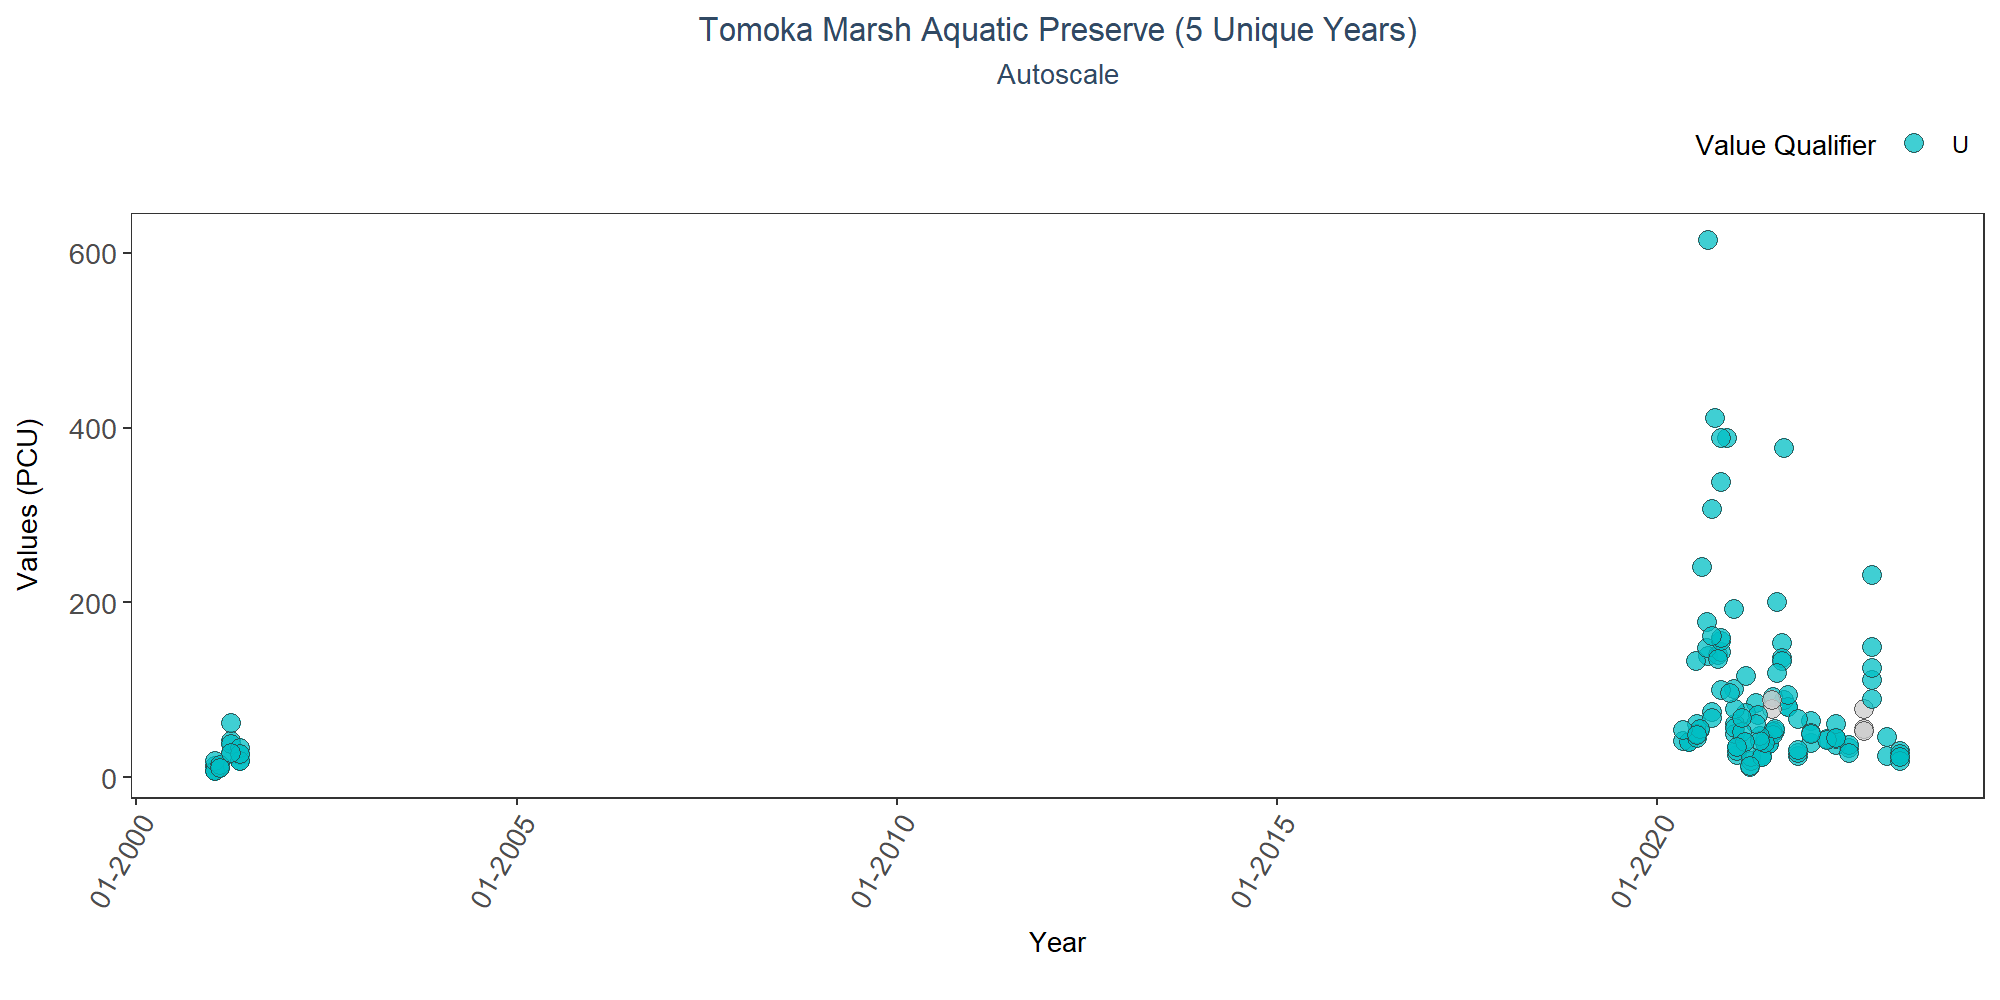 Tomoka Marsh Aquatic Preserve (5 Unique Years)
Autoscale
Value Qualifier U
Values (PCU)
600
400
200
0
01-2000 01-2005 01-2010 01-2015 01-2020
Year